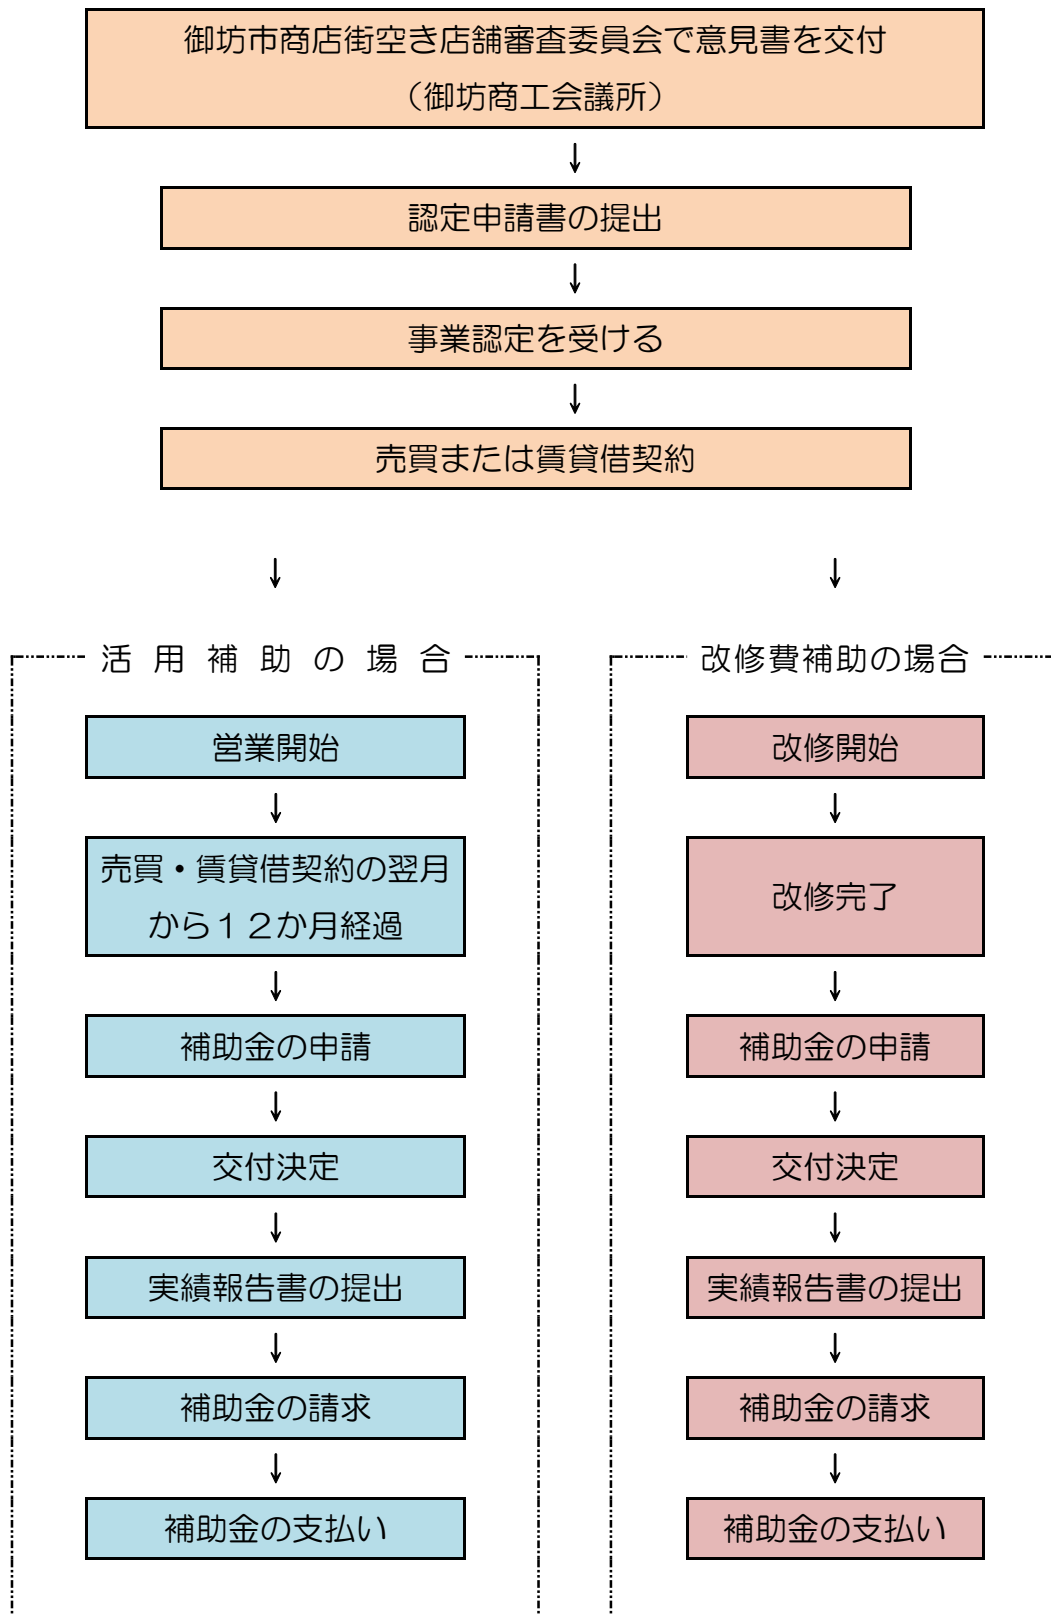 御坊市商店街空き店舗審査委員会で意見書を交付
（御坊商工会議所）
↓
認定申請書の提出
↓
事業認定を受ける
↓
売買または賃貸借契約
↓
↓
活用補助の場合
営業開始
↓
売買・賃貸借契約の翌月
から１２か月経過
↓
補助金の申請
↓
交付決定
↓
実績報告書の提出
↓
補助金の請求
↓
補助金の支払い
改修費補助の場合
改修開始
↓
改修完了
↓
補助金の申請
↓
交付決定
↓
実績報告書の提出
↓
補助金の請求
↓
補助金の支払い